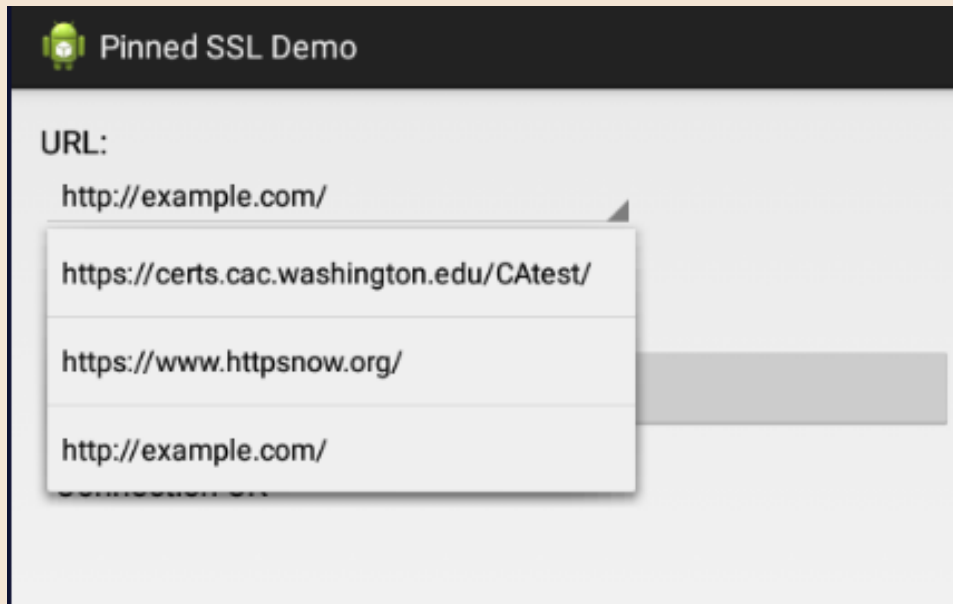 Pinned SSL Demo
URL:
http://example.com/
https://certs.cac.washington.edu/CAtest/
https://www.httpsnow.org/
http://example.com/